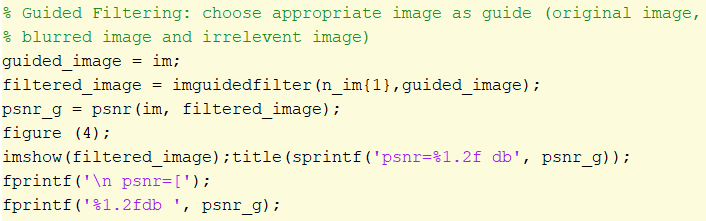 % Guided Filtering: choose appropriate image as guide (original image,
% blurred image and irrelevent image)
guided_image = im;
filtered_image = imguidedfilter(n_im{1},guided_image);
psnr_g = psnr(im, filtered_image);
figure (4);
imshow(filtered_image);title(sprintf('psnr=%1.2f db', psnr_g));
fprintf('\n psnr=[');
fprintf('%1.2fdb ', psnr_g);